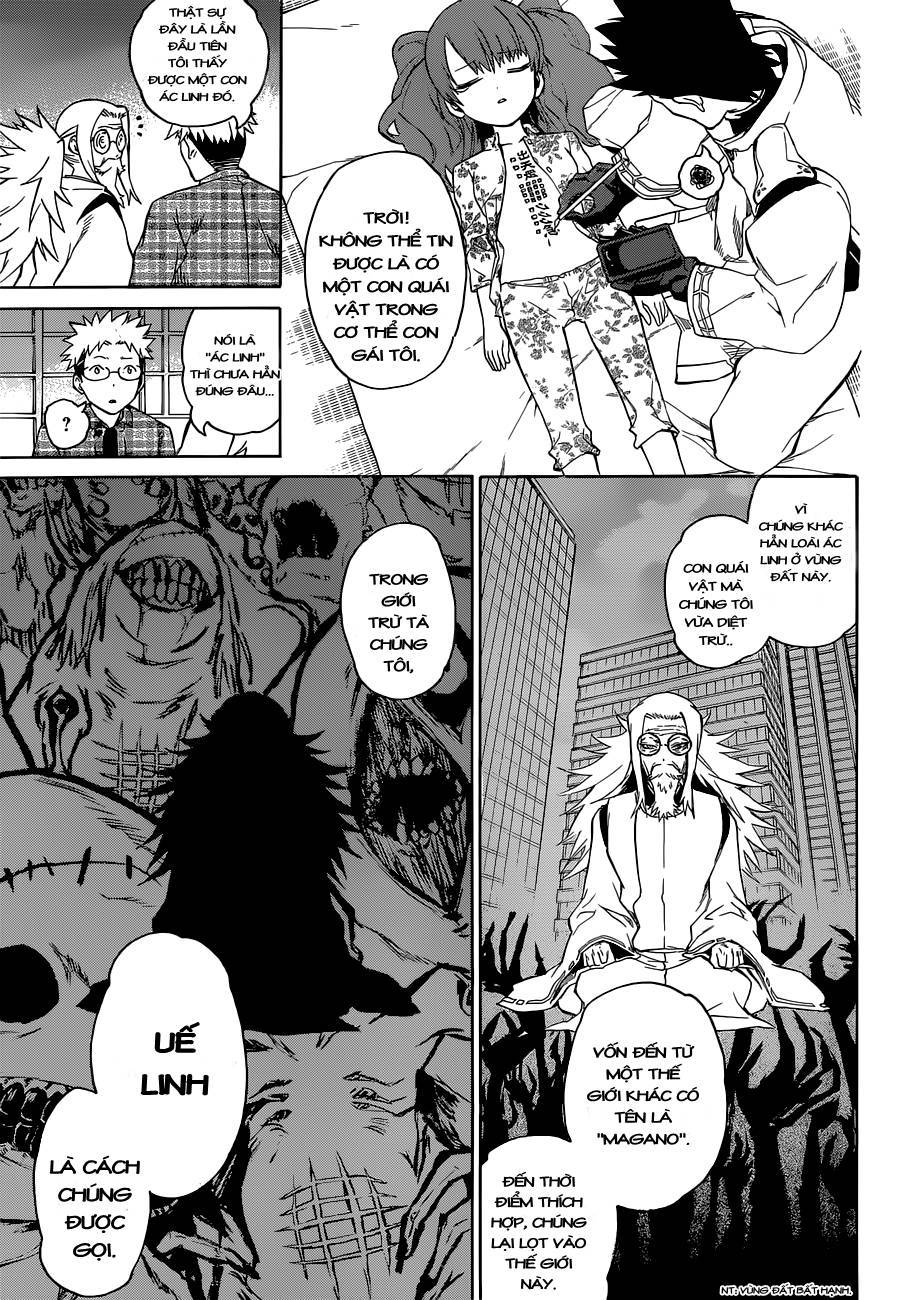 TRỜI!
KHÔNG THỂ TIN
ĐƯỢC LÀ CÓ
MỘT CON QUÁI
VẬT TRONG
CƠ THỂ CON
GÁI TÔI.
THẬT SỰ
ĐÂY LÀ LẦN
ĐẦU TIÊN
TÔI THẤY
ĐƯỢC MỘT CON
ÁC LINH ĐÓ.
NÓI LÀ
"ÁC LINH"
THÌ CHƯA HẲN
ĐÚNG ĐÂU...
?
VÌ
CHÚNG KHÁC
HẲN LOÀI ÁC
LINH Ở VÙNG
ĐẤT NÀY.
CON QUÁI
VẬT MÀ
CHÚNG TÔI
VỪA DIỆT
TRỪ..
VỐN ĐẾN TỪ
MỘT THẾ
GIỚI KHÁC CÓ
TÊN LÀ
"MAGANO".
ĐẾN THỜI
ĐIỂM THÍCH
HỢP, CHÚNG
LẠI LỌT VÀO
THẾ GIỚI
NÀY.
NT: VÙNG ĐẤT BẤT HẠNH.
TRONG
GIỚI
TRỪ TÀ
CHÚNG
TÔI,
UẾ
LINH
LÀ CÁCH
CHÚNG
ĐƯỢC
GỌI.